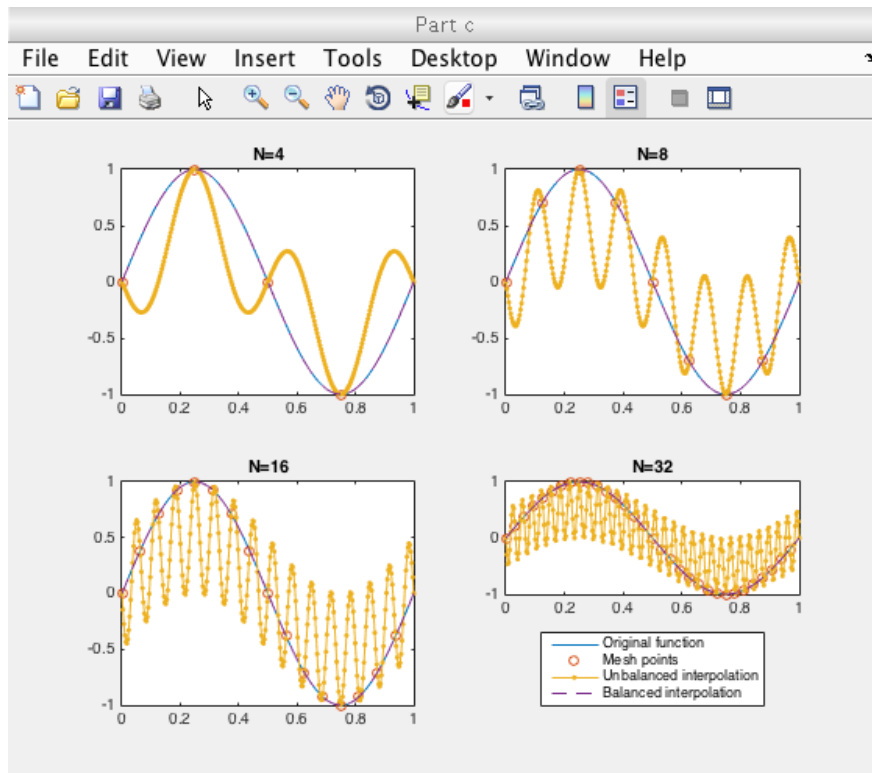 Part c
File Edit View Insert Tools Desktop Window Help
N=4
1
0.5
0
-0.5
-1
0 0.2 0.4 0.6 0.8 1
N=8
1
0.5
0
-0.5
-1
0 0.2 0.4 0.6 0.8 1
N=16
1
0.5
0
-0.5
-1
0 0.2 0.4 0.6 0.8 1
N=32
1
0
-1
0 0.2 0.4 0.6 0.8 1
Original function
Mesh points
Unbalanced interpolation
Balanced interpolation